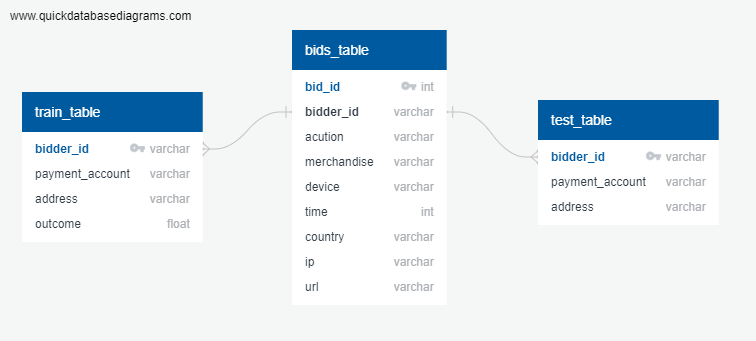 www.quickdatabasediagrams.com
train_table
bidder_id varchar
payment_account varchar
address varchar
outcome float
bids_table
bid_id int
bidder_id varchar
acution varchar
merchandise varchar
device varchar
time int
country varchar
ip varchar
url varchar
test_table
bidder_id varchar
payment_account varchar
address varchar